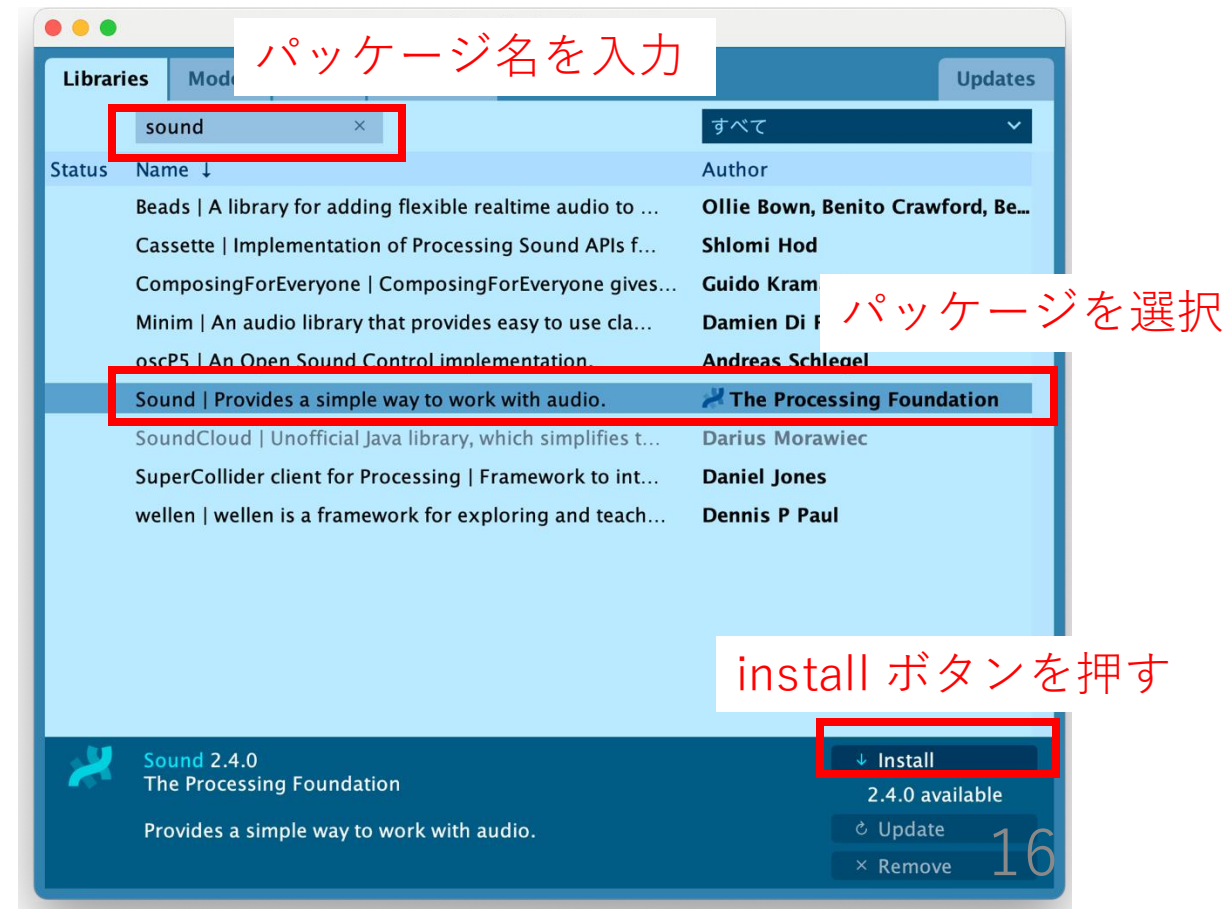 パッケージ名を入力
Libraries Updates
sound ×
すべて
Status Name ↓ Author
Beads | A library for adding flexible realtime audio to ... Ollie Bown, Benito Crawford, Be...
Cassette | Implementation of Processing Sound APIs f... Shlomi Hod
ComposingForEveryone | ComposingForEveryone gives... Guido
パッケージを選択
Minim | An audio library that provides easy to use cla... Damien Di
oscP5 | An Open Sound Control implementation. Andreas Schlegel
Sound | Provides a simple way to work with audio. The Processing Foundation
SoundCloud | Unofficial Java library, which simplifies t... Darius Morawiec
SuperCollider client for Processing | Framework to int... Daniel Jones
wellen | wellen is a framework for exploring and teach... Dennis P Paul
install ボタンを押す
Sound 2.4.0
The Processing Foundation
Provides a simple way to work with audio.
↓ Install
2.4.0 available
Update
× Remove
16